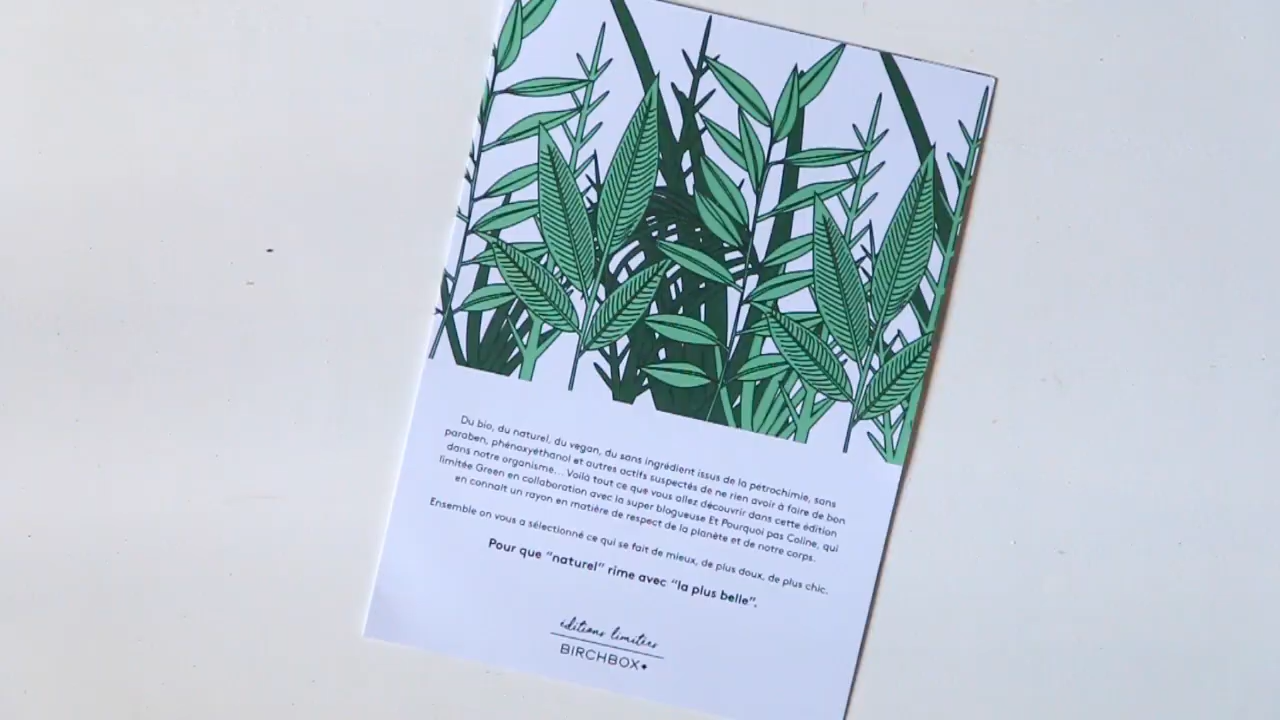 Du bio, du naturel, du vegan, du sans ingrédient issus de la pétrochimie, sans
paraben, phénoxyéthanol et autres actifs suspectés de ne rien avoir à faire de bon
dans notre organisme... Voilà tout ce que vous allez découvrir dans cette édition
limitée Green en collaboration avec la super blogueuse Et Pourquoi pas Coline, qui
en connaît un rayon en matière de respect de la planète et de notre corps.
Ensemble on vous a sélectionné ce qui se fait de mieux, de plus doux, de plus chic.
Pour que "naturel" rime avec "la plus belle".
éditions limitées
BIRCHBOX